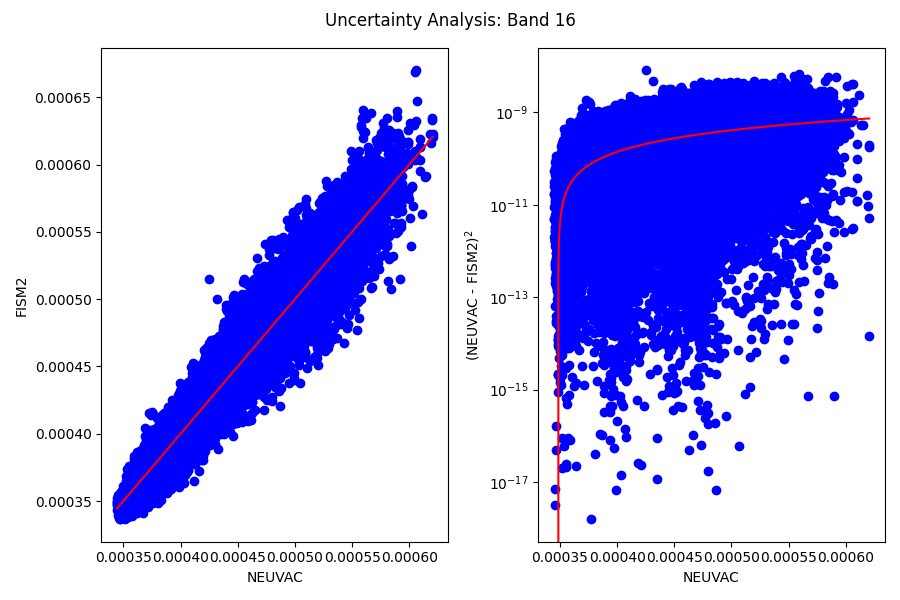 Uncertainty Analysis: Band 16
FISM2
0.00065
0.00060
0.00055
0.00050
0.00045
0.00040
0.00035
0.00035 0.00040 0.00045 0.00050 0.00055 0.00060
NEUVAC
(NEUVAC - FISM2)²
10⁻⁹
10⁻¹¹
10⁻¹³
10⁻¹⁵
10⁻¹⁷
0.00035 0.00040 0.00045 0.00050 0.00055 0.00060
NEUVAC